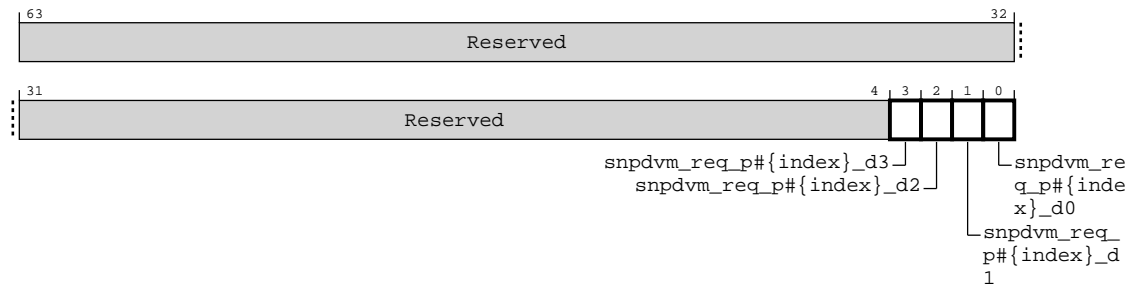 63 32
Reserved
31 4 3 2 1 0
Reserved
snpdvm_req_p#{index}_d3
snpdvm_req_p#{index}_d2
snpdvm_re
q_p#{inde
x}_d0
snpdvm_req_
p#{index}_d
1